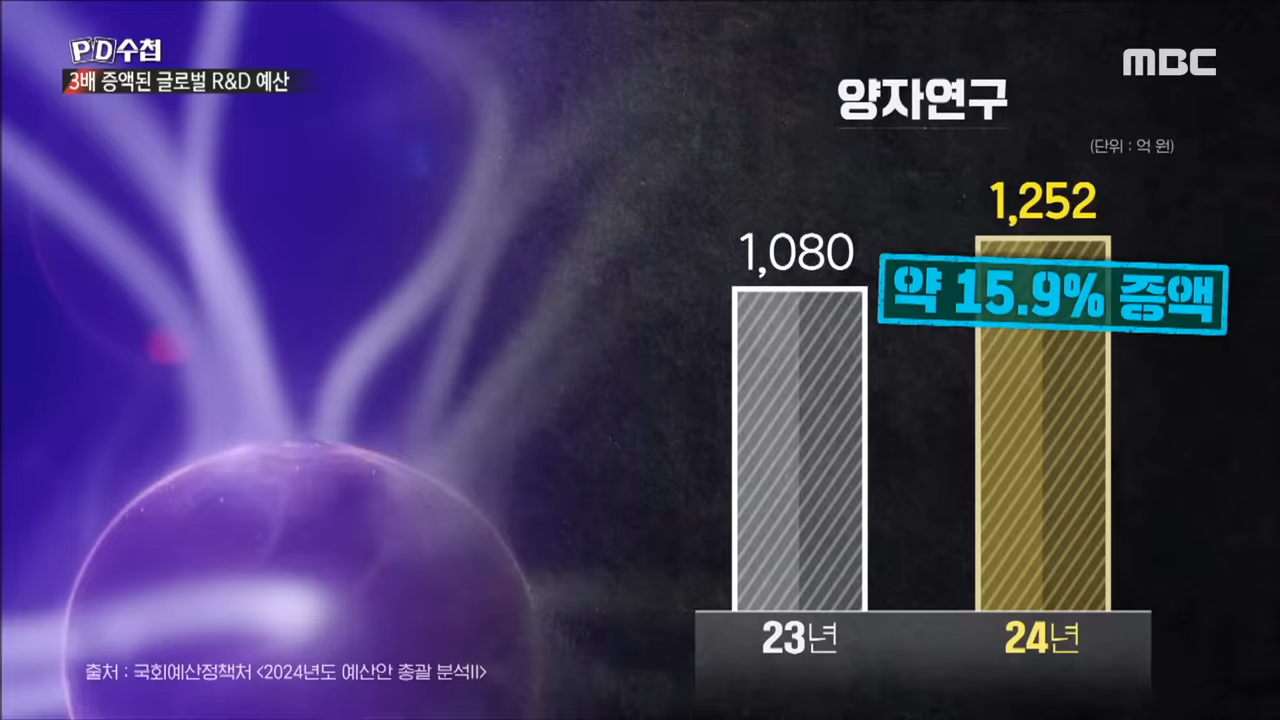 PD수첩
3배 증액된 글로벌 R&D 예산
MBC
양자연구
(단위 : 억 원)
1,080
1,252
약 15.9% 증액
23년
24년
출처 : 국회예산정책처 <2024년도 예산안 총괄 분석II>